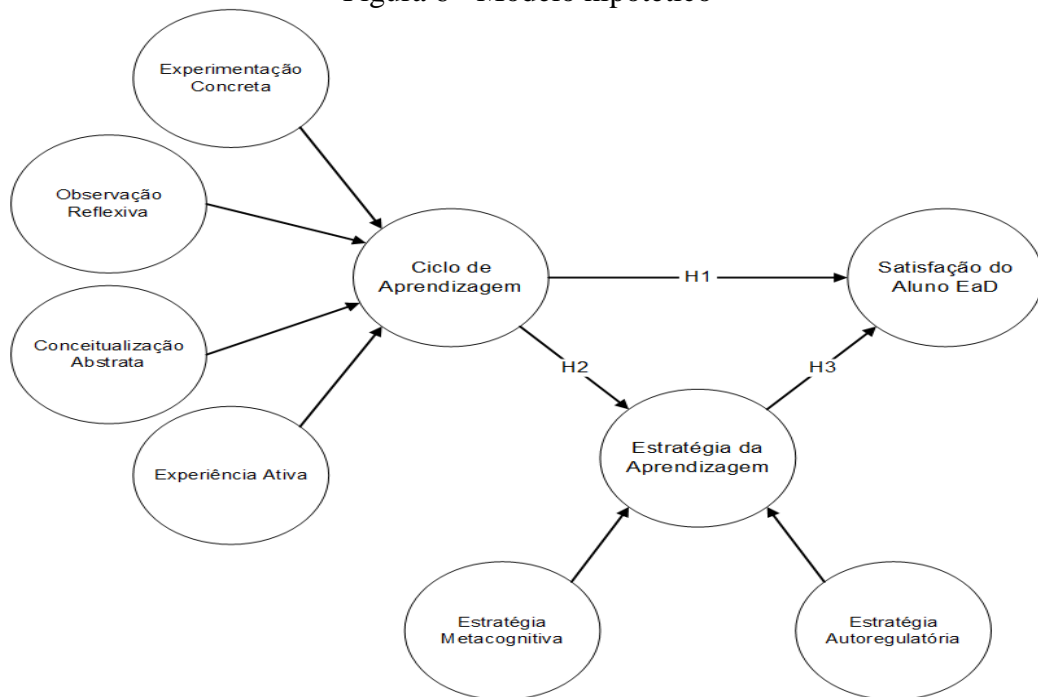 Experimentação
Concreta
Observação
Reflexiva
Ciclo de
Aprendizagem
H1
Satisfação do
Aluno EaD
Conceitualização
Abstrata
H2
H3
Estratégia da
Aprendizagem
Experiência Ativa
Estratégia
Metacognitiva
Estratégia
Autoregulatória